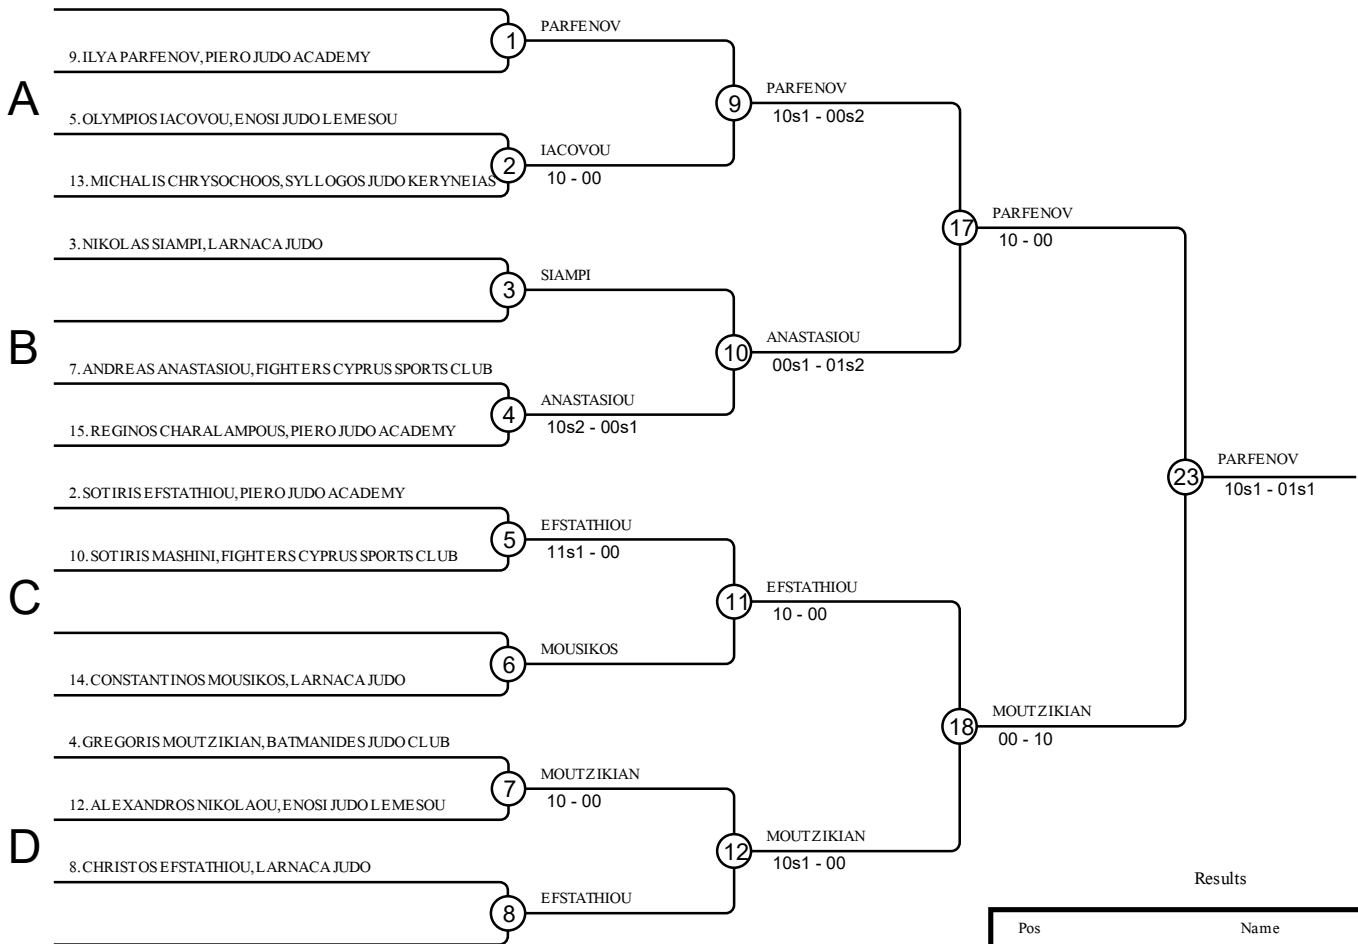 A
9. ILYA PARFENOV, PIERO JUDO ACADEMY
1
PARFENOV
5. OLYMPIOS IACOVOU, ENOSI JUDO LEMESOU
13. MICHALIS CHRYSOCHOOS, SYLLOGOS JUDO KERYNEIAS
2
IACOVOU
10 - 00
9
PARFENOV
10s1 - 00s2
B
3. NIKOLAS SIAMPI, LARNACA JUDO
3
SIAMPI
7. ANDREAS ANASTASIOU, FIGHTERS CYPRUS SPORTS CLUB
15. REGINOS CHARALAMPOUS, PIERO JUDO ACADEMY
4
ANASTASIOU
10s2 - 00s1
10
ANASTASIOU
00s1 - 01s2
17
PARFENOV
10 - 00
C
2. SOTIRIS EFSTATHIOU, PIERO JUDO ACADEMY
10. SOTIRIS MASHINI, FIGHTERS CYPRUS SPORTS CLUB
5
EFSTATHIOU
11s1 - 00
14. CONSTANTINOS MOUSIKOS, LARNACA JUDO
6
MOUSIKOS
11
EFSTATHIOU
10 - 00
D
4. GREGORIS MOUTZIKIAN, BATMANIDES JUDO CLUB
12. ALEXANDROS NIKOLAOU, ENOSI JUDO LEMESOU
7
MOUTZIKIAN
10 - 00
8. CHRISTOS EFSTATHIOU, LARNACA JUDO
8
EFSTATHIOU
12
MOUTZIKIAN
10s1 - 00
18
MOUTZIKIAN
00 - 10
23
PARFENOV
10s1 - 01s1
Results
Pos Name